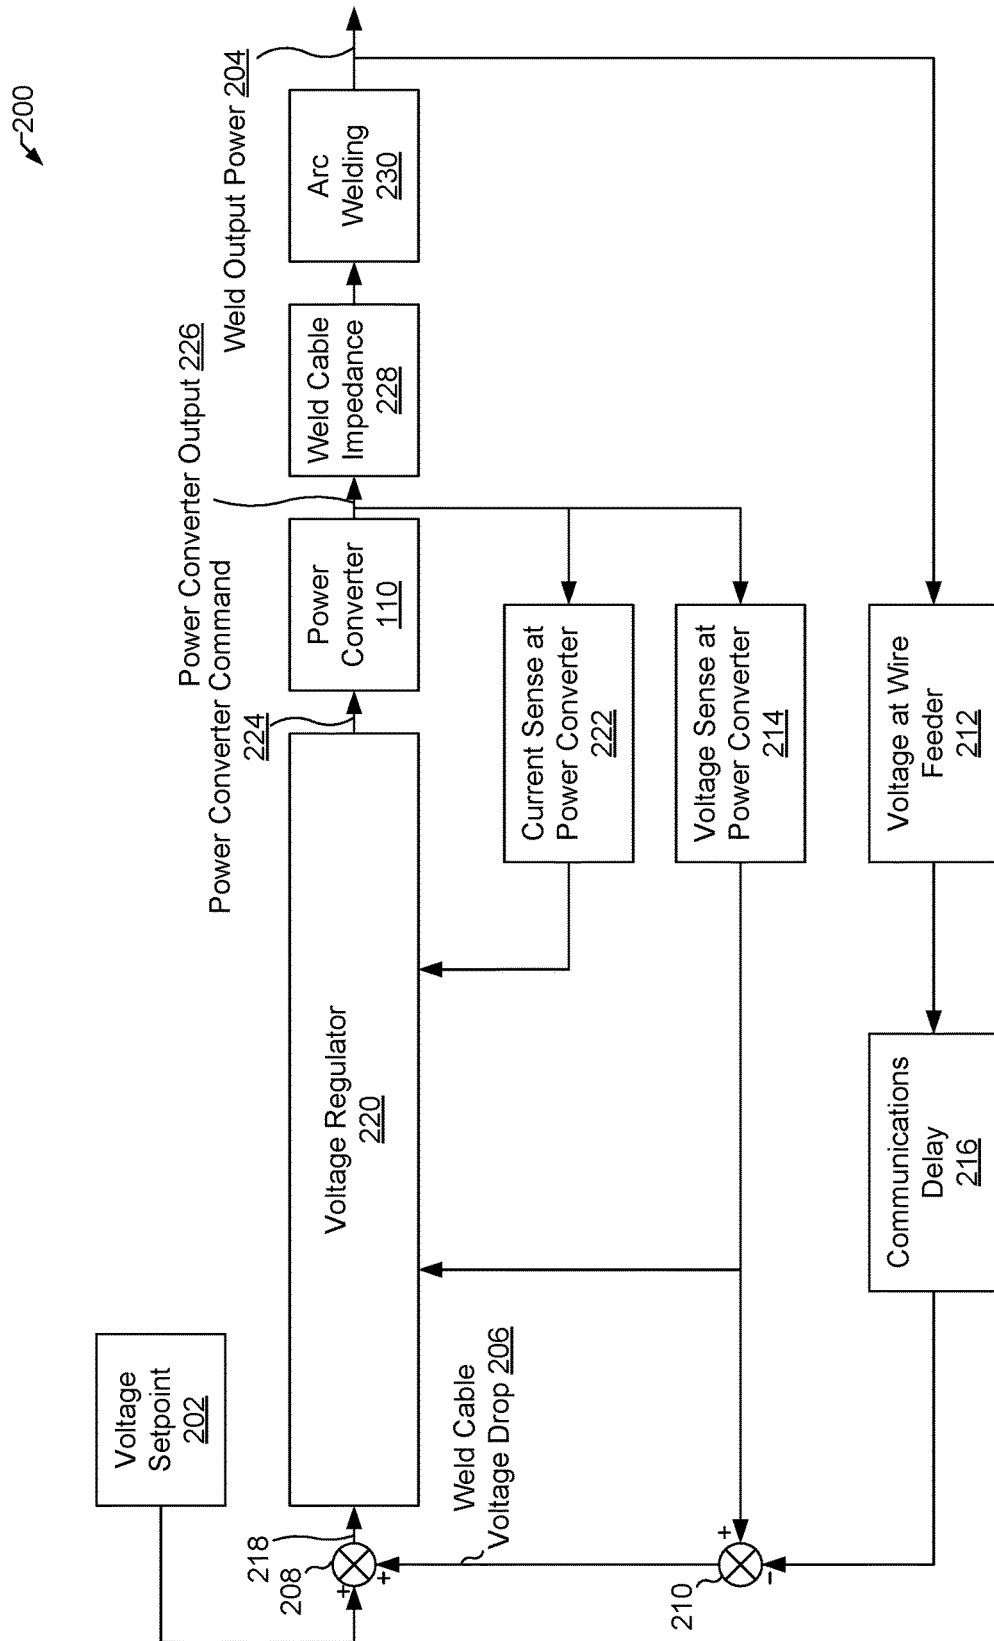 200
Voltage
Setpoint
202
Power Converter Output 226
Power Converter Command
224
Weld Output Power 204
218
208
+
+
Voltage Regulator
220
Power
Converter
110
Weld Cable
Impedance
228
Arc
Welding
230
Weld Cable
Voltage Drop 206
Current Sense at
Power Converter
222
210
+
-
Voltage Sense at
Power Converter
214
Communications
Delay
216
Voltage at Wire
Feeder
212